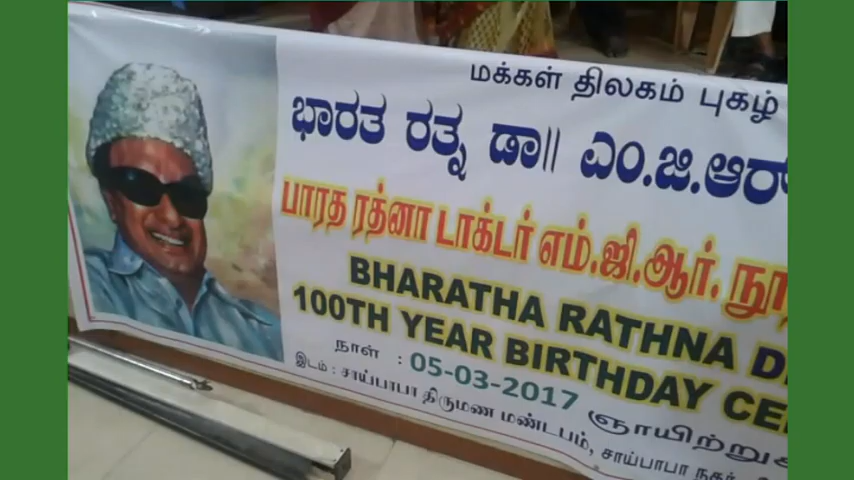 மக்கள் திலகம் புகழ்
ಭಾರತ ರತ್ನ ಡಾ|| ಎಂ.ಜಿ.ಆರ್
பாரத ரத்னா டாக்டர் எம்.ஜி.ஆர். நூ
BHARATHA RATHNA D
100TH YEAR BIRTHDAY CE
நாள் : 05-03-2017 ஞாயிற்று
இடம் : சாய்பாபா திருமண மண்டபம், சாய்பாபா நகர்